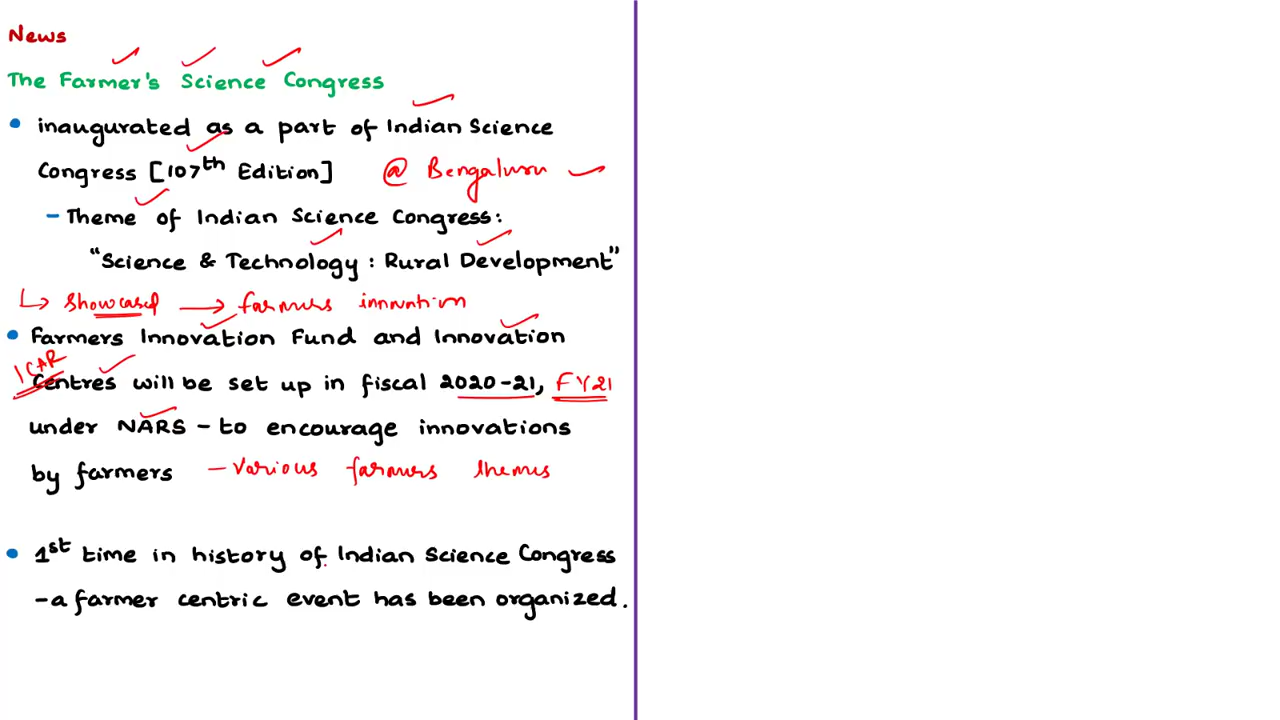 News
The Farmer's Science Congress
• inaugurated as a part of Indian Science
Congress [107th Edition] @ Bengaluru
- Theme of Indian Science Congress:
"Science & Technology : Rural Development"
↳ showcased → farmers innovation
• Farmers Innovation Fund and Innovation
ICAR
Centres will be set up in fiscal 2020-21, FY21
under NARS - to encourage innovations
by farmers - various farmers themes
• 1st time in history of Indian Science Congress
- a farmer centric event has been organized.